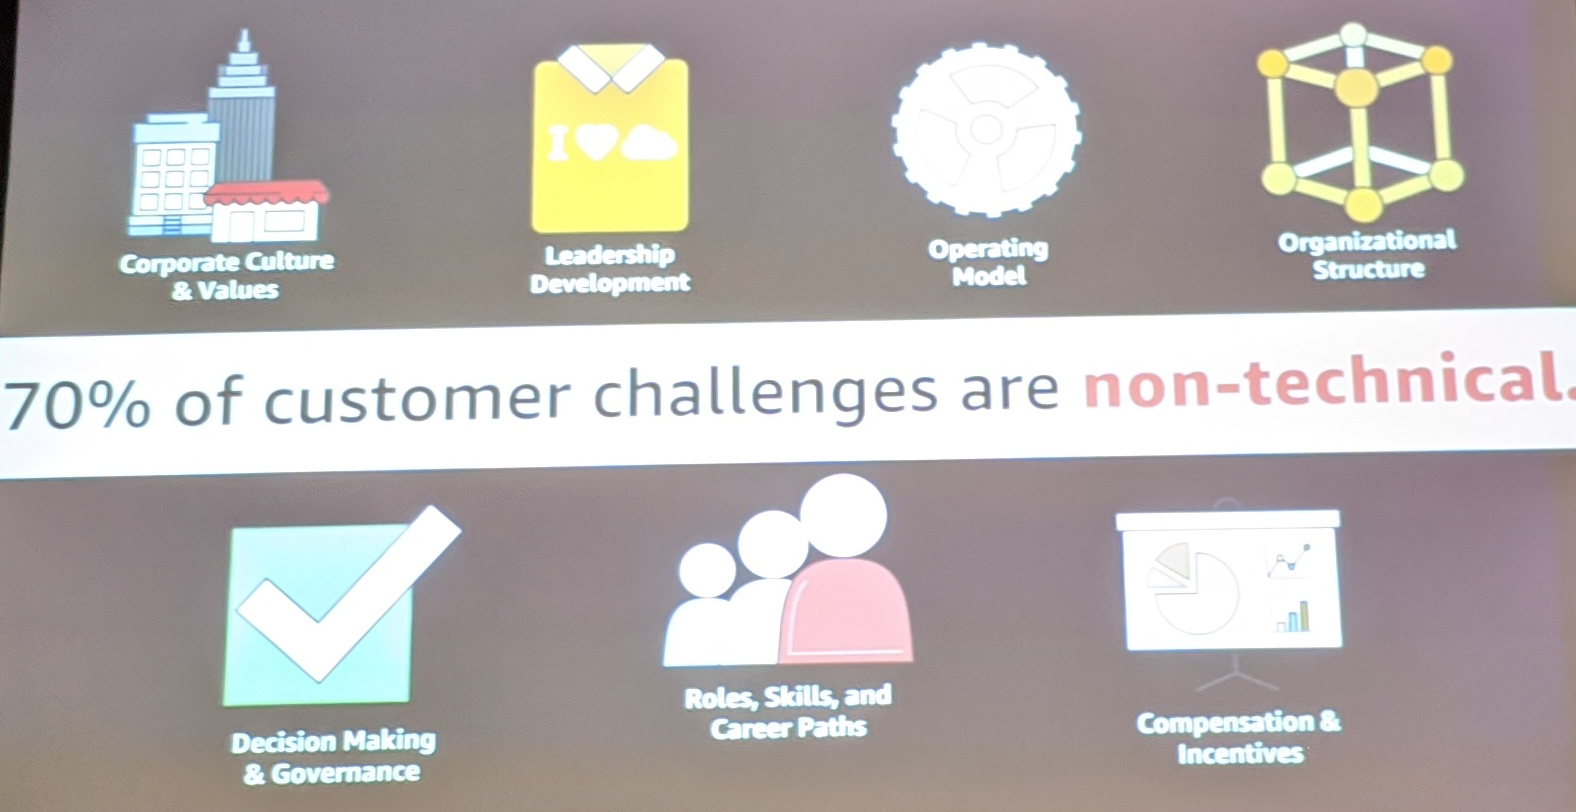 I
Corporate Culture
& Values
Leadership
Development
Operating
Model
Organizational
Structure
70% of customer challenges are non-technical.
Decision Making
& Governance
Roles, Skills, and
Career Paths
Compensation &
Incentives